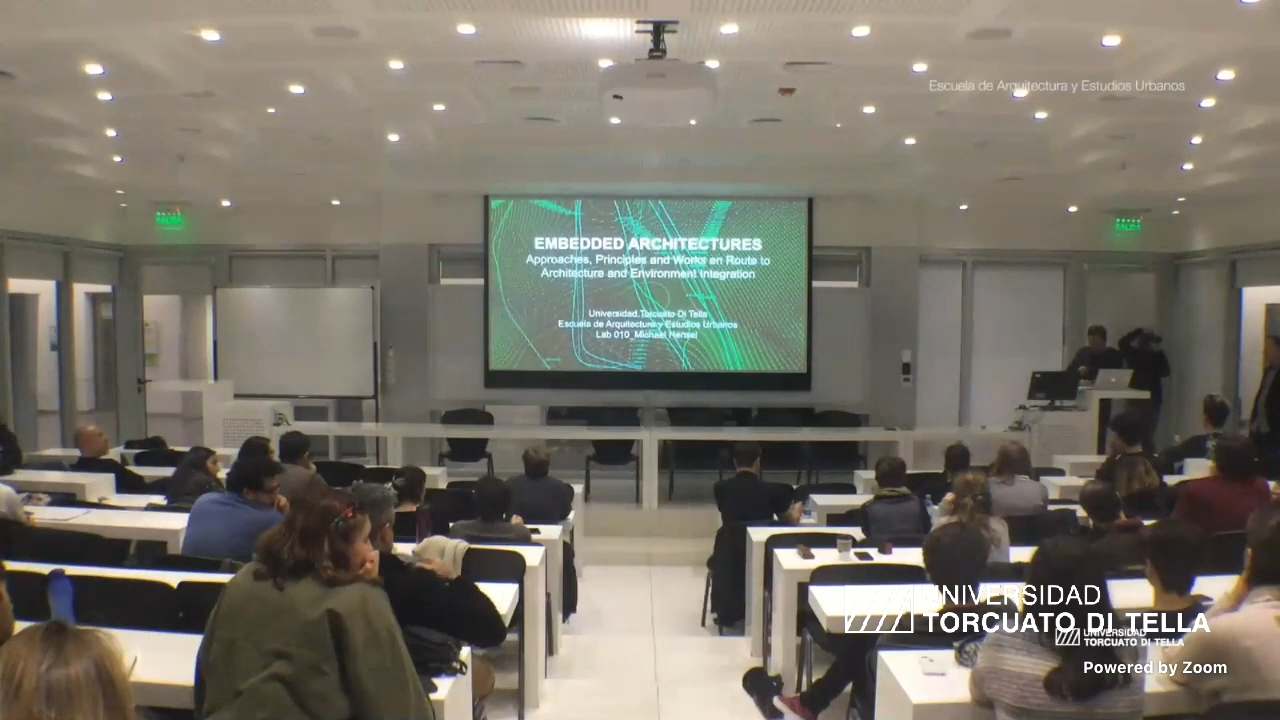 Escuela de Arquitectura y Estudios Urbanos
SALIDA
SALIDA
EMBEDDED ARCHITECTURES
Approaches, Principles and Works en Route to
Architecture and Environment Integration
Universidad Torcuato Di Tella
Escuela de Arquitectura y Estudios Urbanos
Lab 010_Michael Hensel
UNIVERSIDAD
TORCUATO DI TELLA
UNIVERSIDAD
TORCUATO DI TELLA
Powered by Zoom